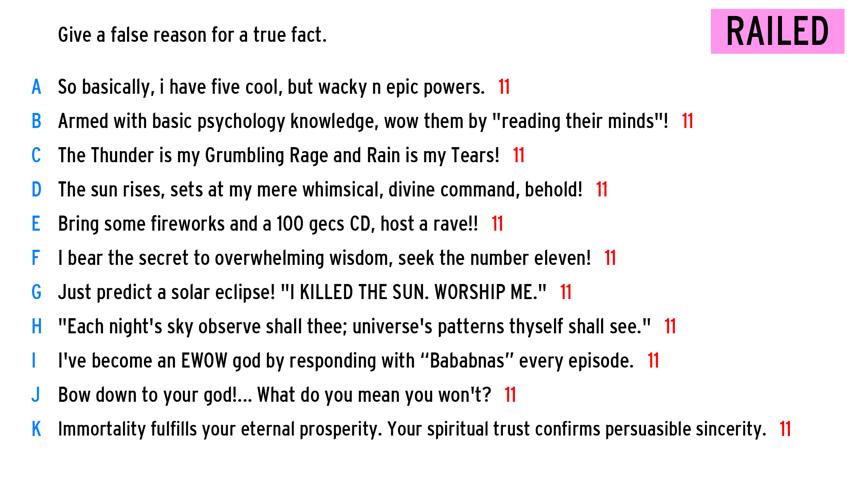 Give a false reason for a true fact.
RAILED
A So basically, i have five cool, but wacky n epic powers. 11
B Armed with basic psychology knowledge, wow them by "reading their minds"! 11
C The Thunder is my Grumbling Rage and Rain is my Tears! 11
D The sun rises, sets at my mere whimsical, divine command, behold! 11
E Bring some fireworks and a 100 gecs CD, host a rave!! 11
F I bear the secret to overwhelming wisdom, seek the number eleven! 11
G Just predict a solar eclipse! "I KILLED THE SUN. WORSHIP ME." 11
H "Each night's sky observe shall thee; universe's patterns thyself shall see." 11
I I've become an EWOW god by responding with “Bababnas” every episode. 11
J Bow down to your god!... What do you mean you won't? 11
K Immortality fulfills your eternal prosperity. Your spiritual trust confirms persuasible sincerity. 11